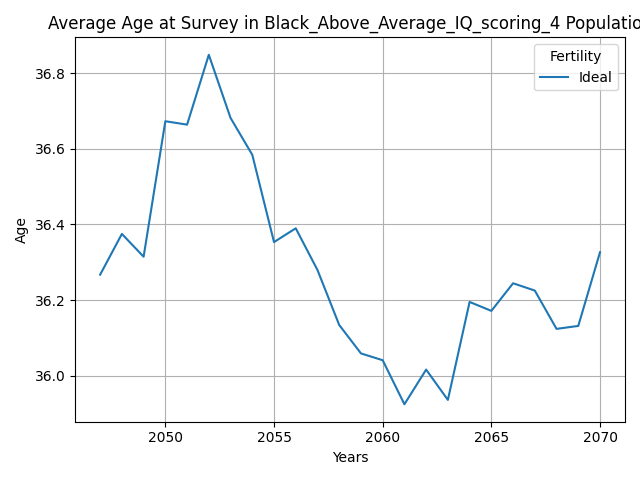 Average Age at Survey in Black_Above_Average_IQ_scoring_4 Populatio
Fertility
Ideal
36.8
36.6
36.4
36.2
36.0
Age
2050 2055 2060 2065 2070
Years